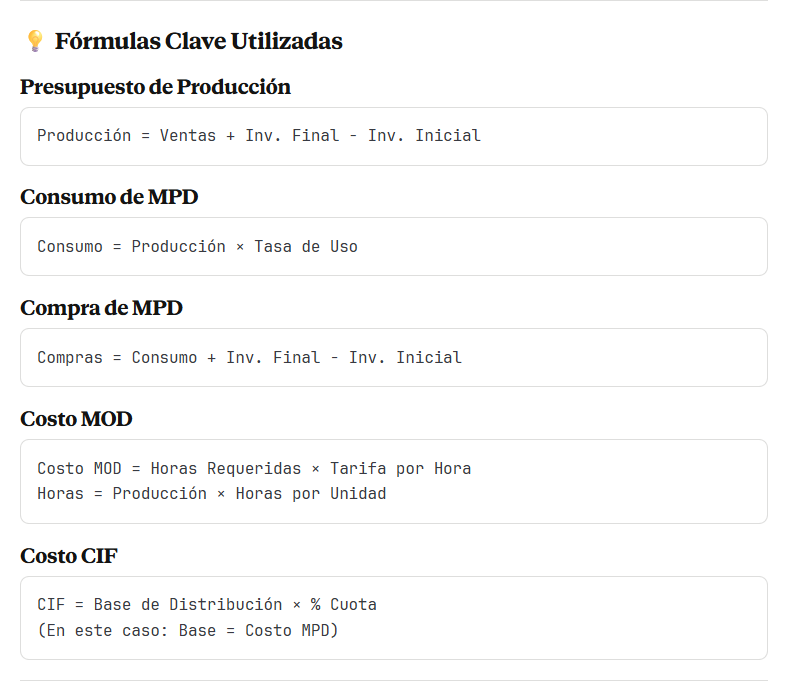 💡 Fórmulas Clave Utilizadas
Presupuesto de Producción
Producción = Ventas + Inv. Final - Inv. Inicial
Consumo de MPD
Consumo = Producción × Tasa de Uso
Compra de MPD
Compras = Consumo + Inv. Final - Inv. Inicial
Costo MOD
Costo MOD = Horas Requeridas × Tarifa por Hora
Horas = Producción × Horas por Unidad
Costo CIF
CIF = Base de Distribución × % Cuota
(En este caso: Base = Costo MPD)